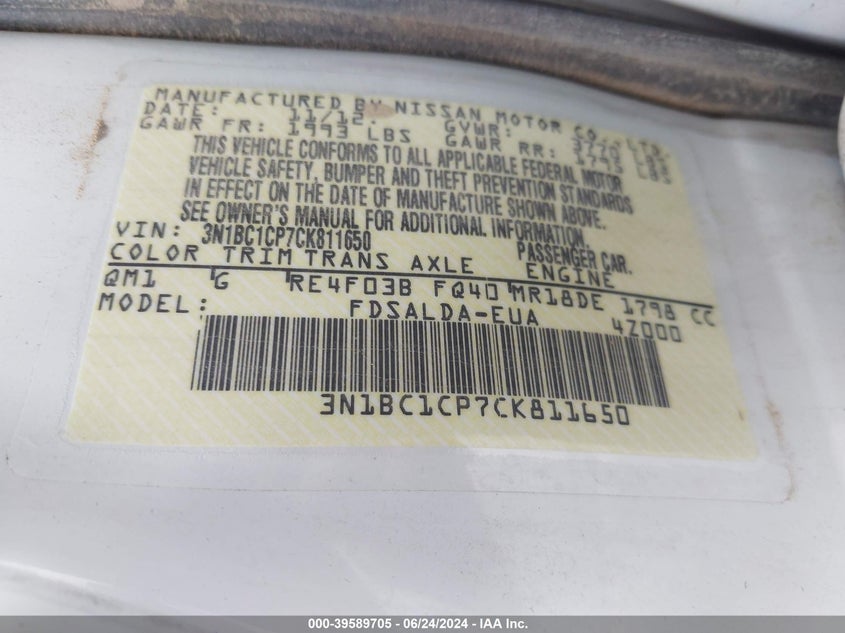 MANUFACTURED BY NISSAN MOTOR CO., LTD.
DATE: 11/12 GVWR: 3770 LBS
GAWR FR: 1993 LBS GAWR RR: 1793 LBS
THIS VEHICLE CONFORMS TO ALL APPLICABLE FEDERAL MOTOR
VEHICLE SAFETY, BUMPER AND THEFT PREVENTION STANDARDS
IN EFFECT ON THE DATE OF MANUFACTURE SHOWN ABOVE.
SEE OWNER'S MANUAL FOR ADDITIONAL INFORMATION.
VIN: 3N1BC1CP7CK811650 PASSENGER CAR.
COLOR TRIM TRANS AXLE ENGINE
QM1 G RE4F03B FQ40 MR18DE 1798 CC
MODEL: FDSALDA-EUA 4Z000
3N1BC1CP7CK811650
000-39589705 - 06/24/2024 - IAA Inc.